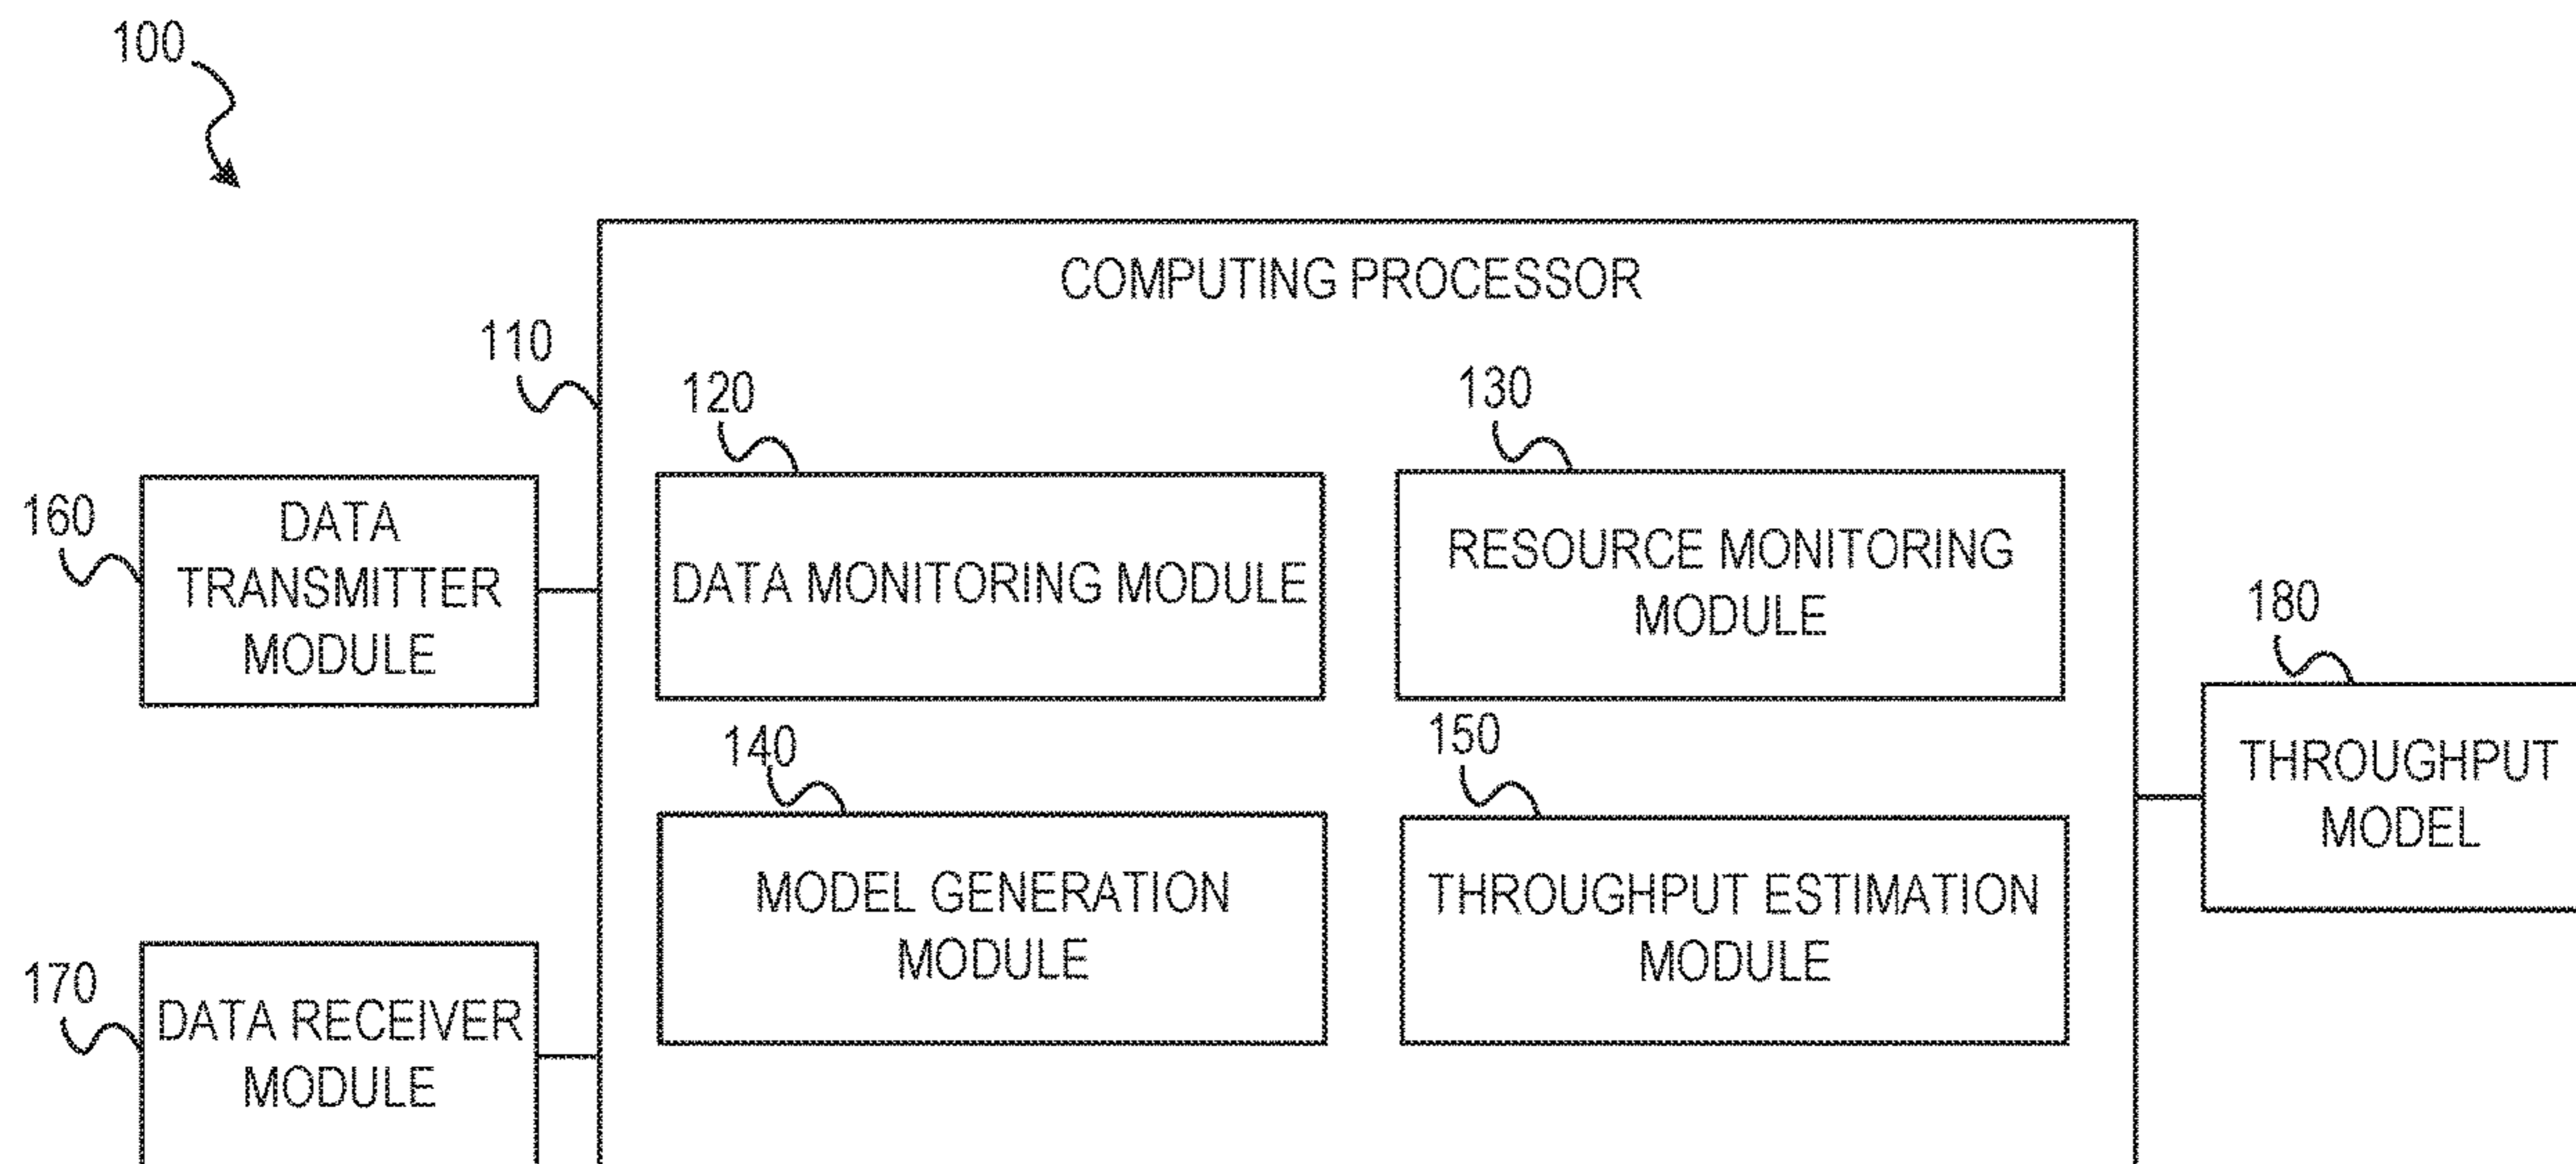 100
COMPUTING PROCESSOR
110
120
130
160
DATA
TRANSMITTER
MODULE
DATA MONITORING MODULE
RESOURCE MONITORING
MODULE
180
THROUGHPUT
MODEL
140
150
MODEL GENERATION
MODULE
THROUGHPUT ESTIMATION
MODULE
170
DATA RECEIVER
MODULE